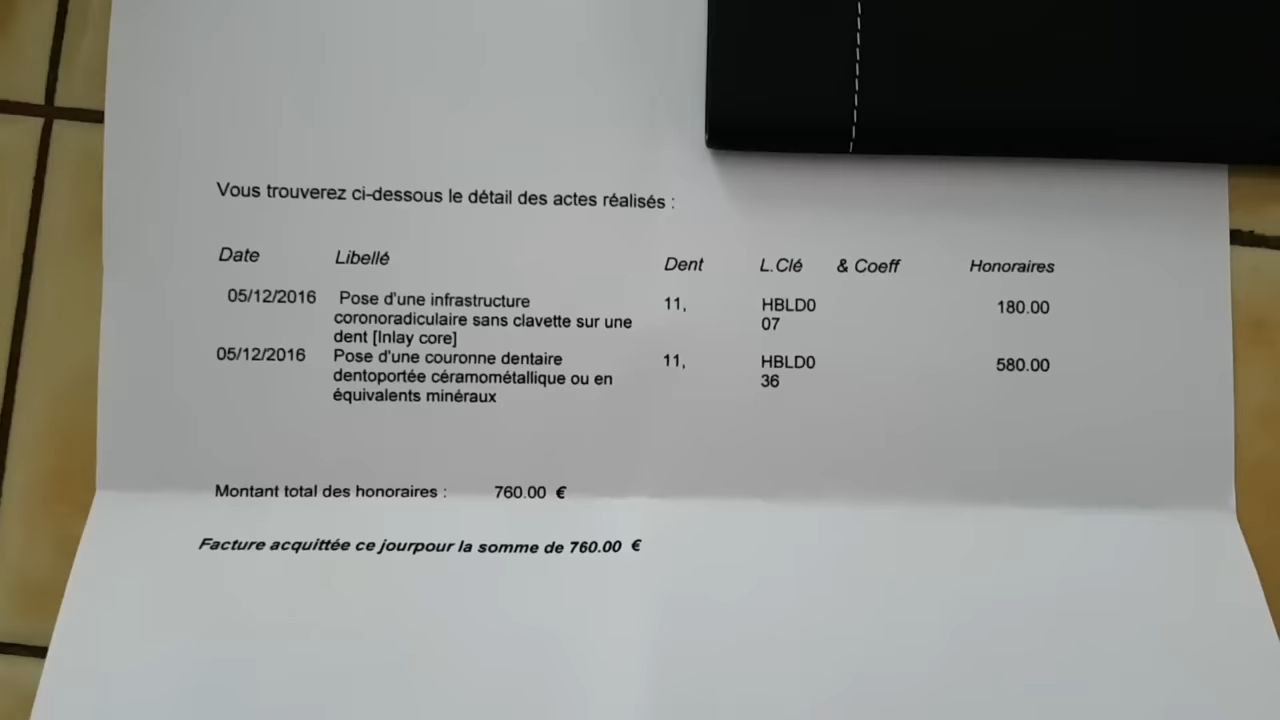 Vous trouverez ci-dessous le détail des actes réalisés :
Date Libellé Dent L.Clé & Coeff Honoraires
05/12/2016 Pose d'une infrastructure 11, HBLD0 180.00
coronoradiculaire sans clavette sur une 07
dent [Inlay core]
05/12/2016 Pose d'une couronne dentaire 11, HBLD0 580.00
dentoportée céramométallique ou en 36
équivalents minéraux
Montant total des honoraires : 760.00 €
Facture acquittée ce jourpour la somme de 760.00 €